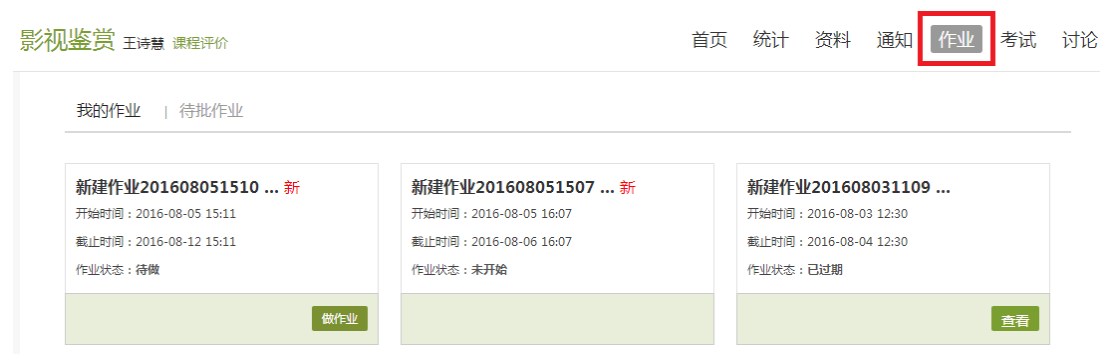 影视鉴赏 王诗慧 课程评价 首页 统计 资料 通知 作业 考试 讨论
我的作业 | 待批作业
新建作业201608051510 ... 新
开始时间：2016-08-05 15:11
截止时间：2016-08-12 15:11
作业状态：待做
做作业
新建作业201608051507 ... 新
开始时间：2016-08-05 16:07
截止时间：2016-08-06 16:07
作业状态：未开始
新建作业201608031109 ...
开始时间：2016-08-03 12:30
截止时间：2016-08-04 12:30
作业状态：已过期
查看